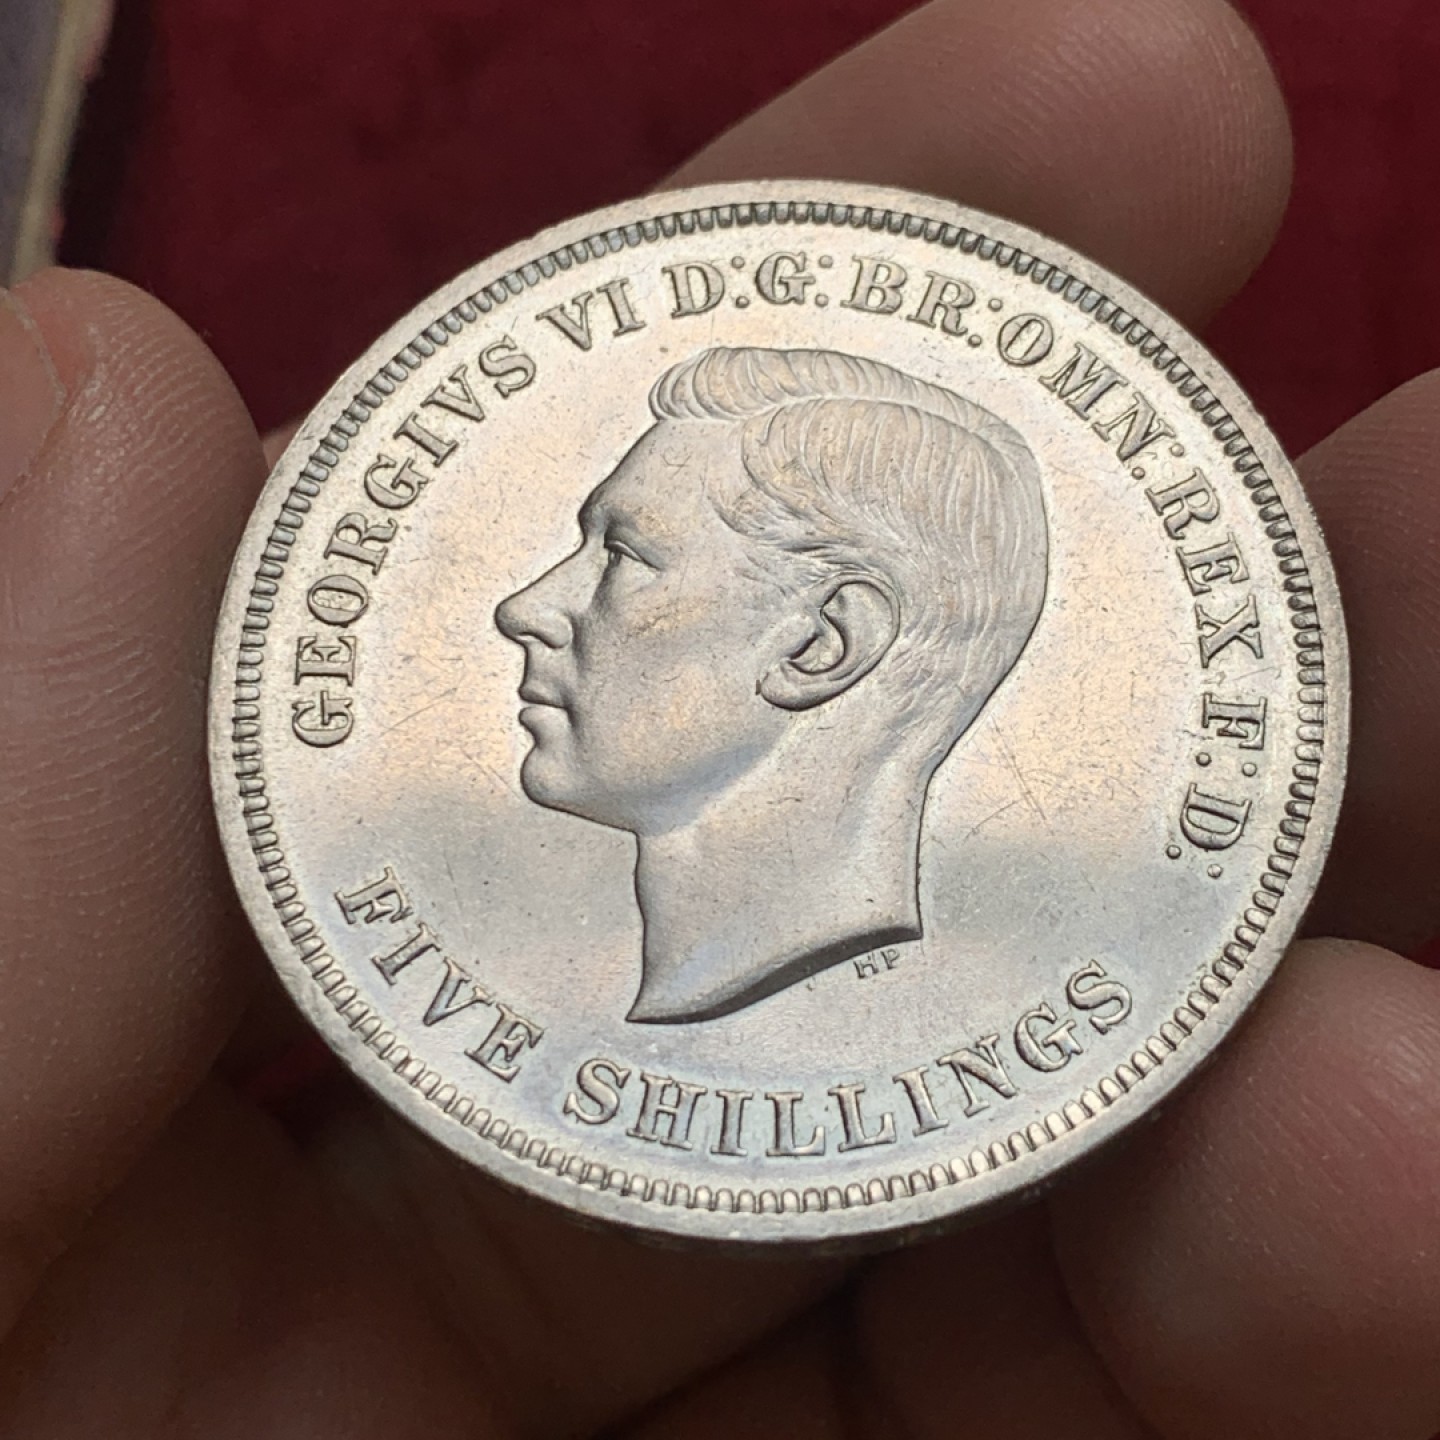 GEORGIVS VI D:G:BR:OMN:REX F:D:
FIVE SHILLINGS
HP